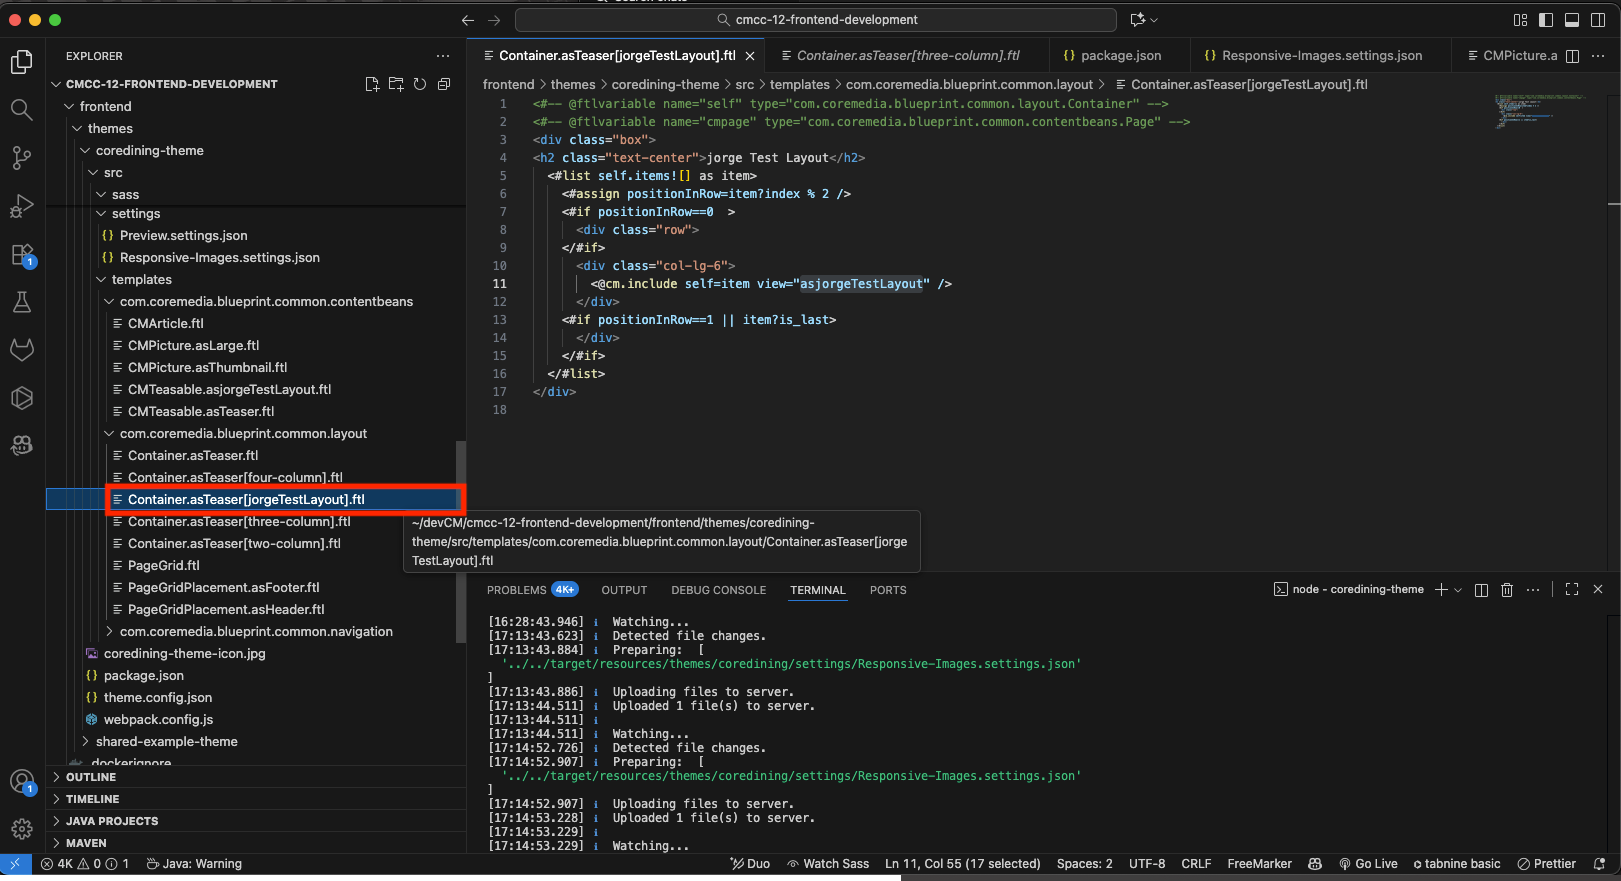 cmcc-12-frontend-development
EXPLORER
CMCC-12-FRONTEND-DEVELOPMENT
frontend
themes
coredining-theme
src
sass
settings
{} Preview.settings.json
{} Responsive-Images.settings.json
templates
com.coremedia.blueprint.common.contentbeans
CMArticle.ftl
CMPicture.asLarge.ftl
CMPicture.asThumbnail.ftl
CMTeasable.asjorgeTestLayout.ftl
CMTeasable.asTeaser.ftl
com.coremedia.blueprint.common.layout
Container.asTeaser.ftl
Container.asTeaser[four-column].ftl
Container.asTeaser[jorgeTestLayout].ftl
Container.asTeaser[three-column].ftl
Container.asTeaser[two-column].ftl
PageGrid.ftl
PageGridPlacement.asFooter.ftl
PageGridPlacement.asHeader.ftl
com.coremedia.blueprint.common.navigation
coredining-theme-icon.jpg
{} package.json
{} theme.config.json
webpack.config.js
shared-example-theme
.dockerignore
OUTLINE
TIMELINE
JAVA PROJECTS
MAVEN
1
1
Container.asTeaser[jorgeTestLayout].ftl
Container.asTeaser[three-column].ftl
{} package.json
{} Responsive-Images.settings.json
CMPicture.a
frontend > themes > coredining-theme > src > templates > com.coremedia.blueprint.common.layout > Container.asTeaser[jorgeTestLayout].ftl
1 <#-- @ftlvariable name="self" type="com.coremedia.blueprint.common.layout.Container" -->
2 <#-- @ftlvariable name="cmpage" type="com.coremedia.blueprint.common.contentbeans.Page" -->
3 <div class="box">
4 <h2 class="text-center">jorge Test Layout</h2>
5 <#list self.items![] as item>
6 <#assign positionInRow=item?index % 2 />
7 <#if positionInRow==0  >
8 <div class="row">
9 </#if>
10 <div class="col-lg-6">
11 <@cm.include self=item view="asjorgeTestLayout" />
12 </div>
13 <#if positionInRow==1 || item?is_last>
14 </div>
15 </#if>
16 </#list>
17 </div>
18
~/devCM/cmcc-12-frontend-development/frontend/themes/coredining-
theme/src/templates/com.coremedia.blueprint.common.layout/Container.asTeaser[jorge
TestLayout].ftl
PROBLEMS 4K+ OUTPUT DEBUG CONSOLE TERMINAL PORTS
node - coredining-theme
[16:28:43.946] i Watching...
[17:13:43.623] i Detected file changes.
[17:13:43.884] i Preparing:  [
'../../target/resources/themes/coredining/settings/Responsive-Images.settings.json'
]
[17:13:43.886] i Uploading files to server.
[17:13:44.511] i Uploaded 1 file(s) to server.
[17:13:44.511] i
[17:13:44.511] i Watching...
[17:14:52.726] i Detected file changes.
[17:14:52.907] i Preparing:  [
'../../target/resources/themes/coredining/settings/Responsive-Images.settings.json'
]
[17:14:52.907] i Uploading files to server.
[17:14:53.228] i Uploaded 1 file(s) to server.
[17:14:53.229] i
[17:14:53.229] i Watching...
4K 0 1 Java: Warning Duo Watch Sass Ln 11, Col 55 (17 selected) Spaces: 2 UTF-8 CRLF FreeMarker Go Live tabnine basic Prettier